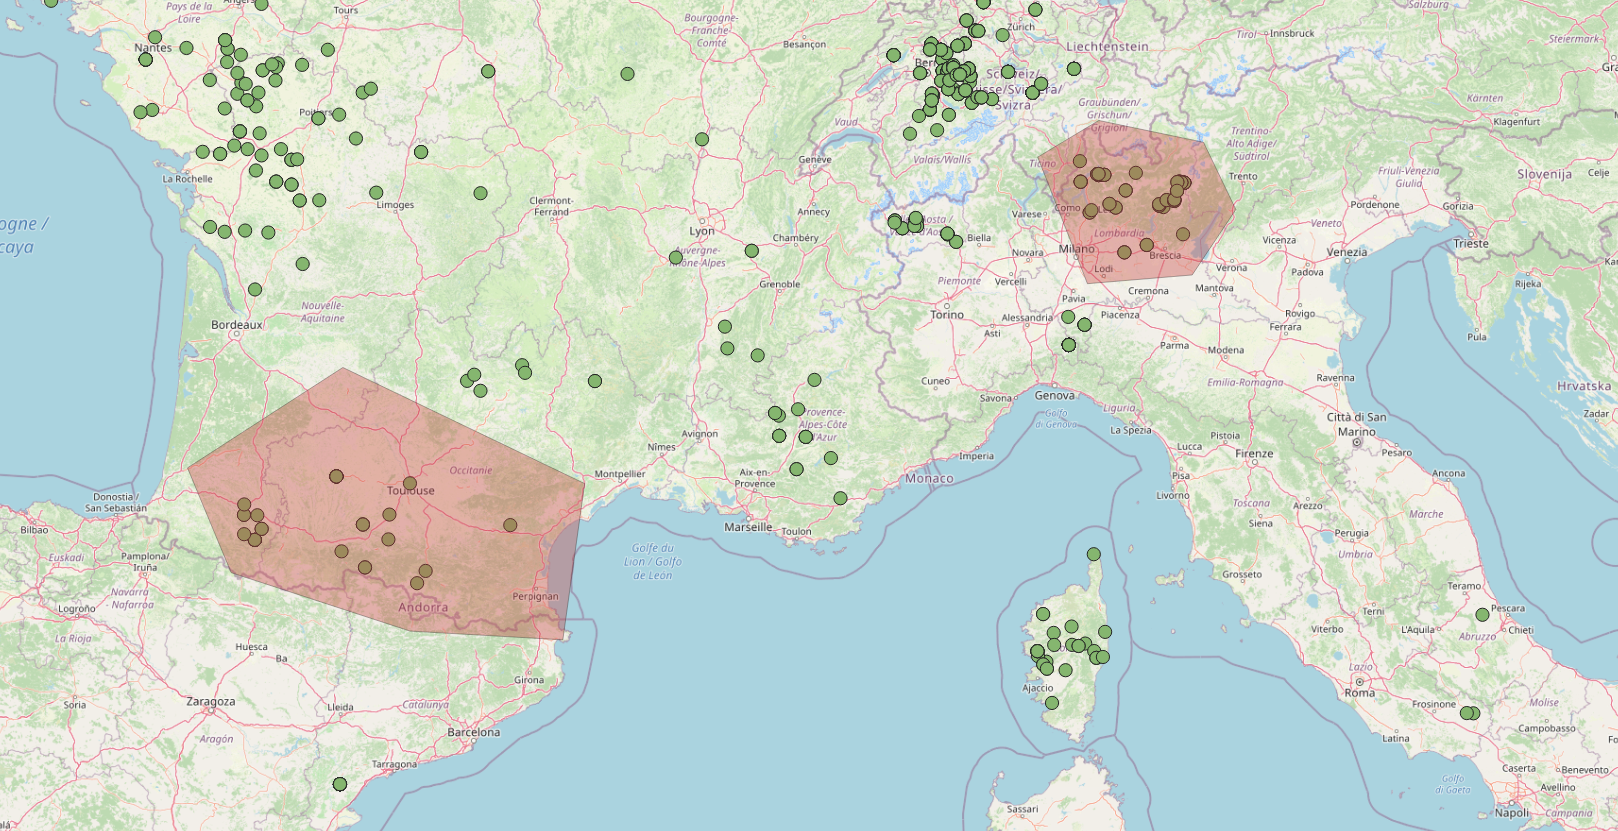 Pays de la
Loire
Tours
Bourgogne-
Franche-
Comté
Besançon
Zürich
Liechtenstein
Tirol
Innsbruck
Salzburg
Steiermark
Nantes
Bern
Schweiz/
Suisse/Svizzera/
Svizra
Graubünden/
Grischun/
Grigioni
Kärnten
Klagenfurt
Poitiers
Vaud
Genève
Valais/Wallis
Ticino
Trentino-
Alto Adige/
Südtirol
Trento
Friuli-Venezia
Giulia
Slovenija
Celje
La Rochelle
Limoges
Clermont-
Ferrand
Annecy
Como
Varese
Pordenone
Gorizia
Lyon
Chambéry
Biella
Lombardia
Milano
Novara
Brescia
Vicenza
Verona
Venezia
Trieste
ogne /
caya
Auvergne-
Rhône-Alpes
Grenoble
Piemonte
Vercelli
Lodi
Pavia
Cremona
Mantova
Padova
Rovigo
Rijeka
Nouvelle-
Aquitaine
Bordeaux
Torino
Asti
Alessandria
Piacenza
Parma
Modena
Ferrara
Pula
Cuneo
Savona
Genova
Golfo
di Genova
Liguria
La Spezia
Emilia-Romagna
Ravenna
Hrvatska
Zadar
Provence-
Alpes-Côte
d'Azur
Avignon
Nîmes
Montpellier
Aix-en-
Provence
Imperia
Monaco
Lucca
Pistoia
Firenze
Città di San
Marino
Pesaro
Ancona
Pisa
Livorno
Toscana
Siena
Arezzo
Perugia
Umbria
Marche
Occitanie
Toulouse
Donostia /
San Sebastián
Bilbao
Euskadi
Pamplona/
Iruña
Marseille
Toulon
Golfe du
Lion / Golfo
de León
Grosseto
Teramo
Navarra
- Nafarroa
Logroño
La Rioja
Andorra
Perpignan
Terni
Viterbo
L'Aquila
Pescara
Chieti
Abruzzo
Huesca
Ba
Girona
Lazio
Roma
Ajaccio
Soria
Zaragoza
Lleida
Catalunya
Barcelona
Aragón
Tarragona
Frosinone
Latina
Molise
Campobasso
Caserta
Benevento
Golfo
di Gaeta
Avellino
Napoli
Sassari